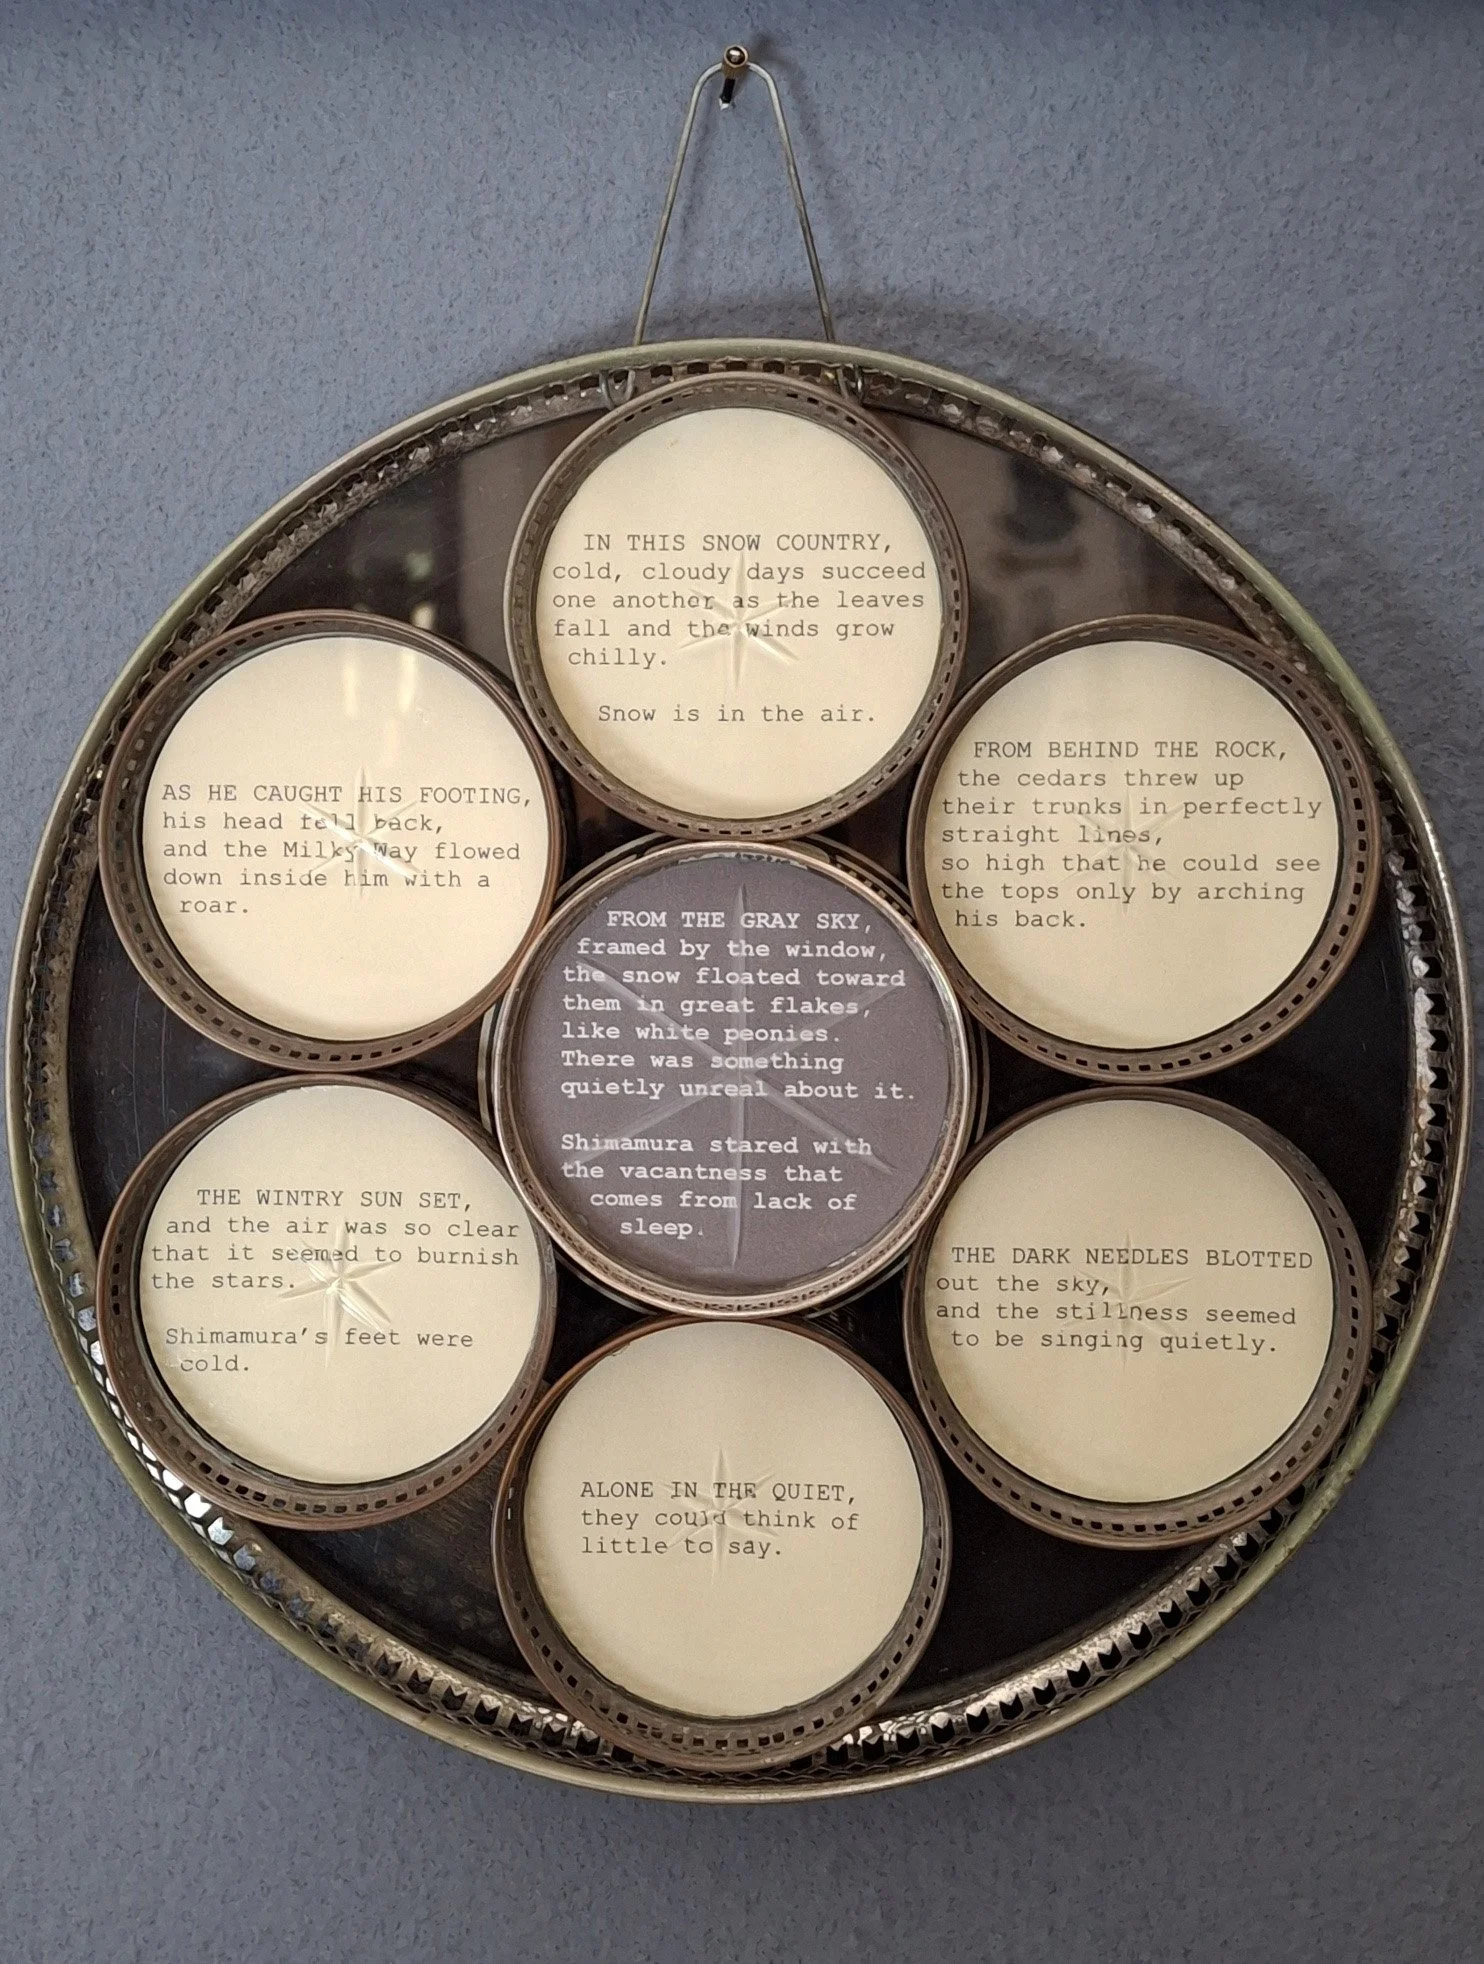 IN THIS SNOW COUNTRY,
cold, cloudy days succeed
one another as the leaves
fall and the winds grow
chilly.
Snow is in the air.
AS HE CAUGHT HIS FOOTING,
his head fell back,
and the Milky Way flowed
down inside him with a
roar.
FROM BEHIND THE ROCK,
the cedars threw up
their trunks in perfectly
straight lines,
so high that he could see
the tops only by arching
his back.
FROM THE GRAY SKY,
framed by the window,
the snow floated toward
them in great flakes,
like white peonies.
There was something
quietly unreal about it.
Shimamura stared with
the vacantness that
comes from lack of
sleep.
THE WINTRY SUN SET,
and the air was so clear
that it seemed to burnish
the stars.
Shimamura's feet were
cold.
THE DARK NEEDLES BLOTTED
out the sky,
and the stillness seemed
to be singing quietly.
ALONE IN THE QUIET,
they could think of
little to say.